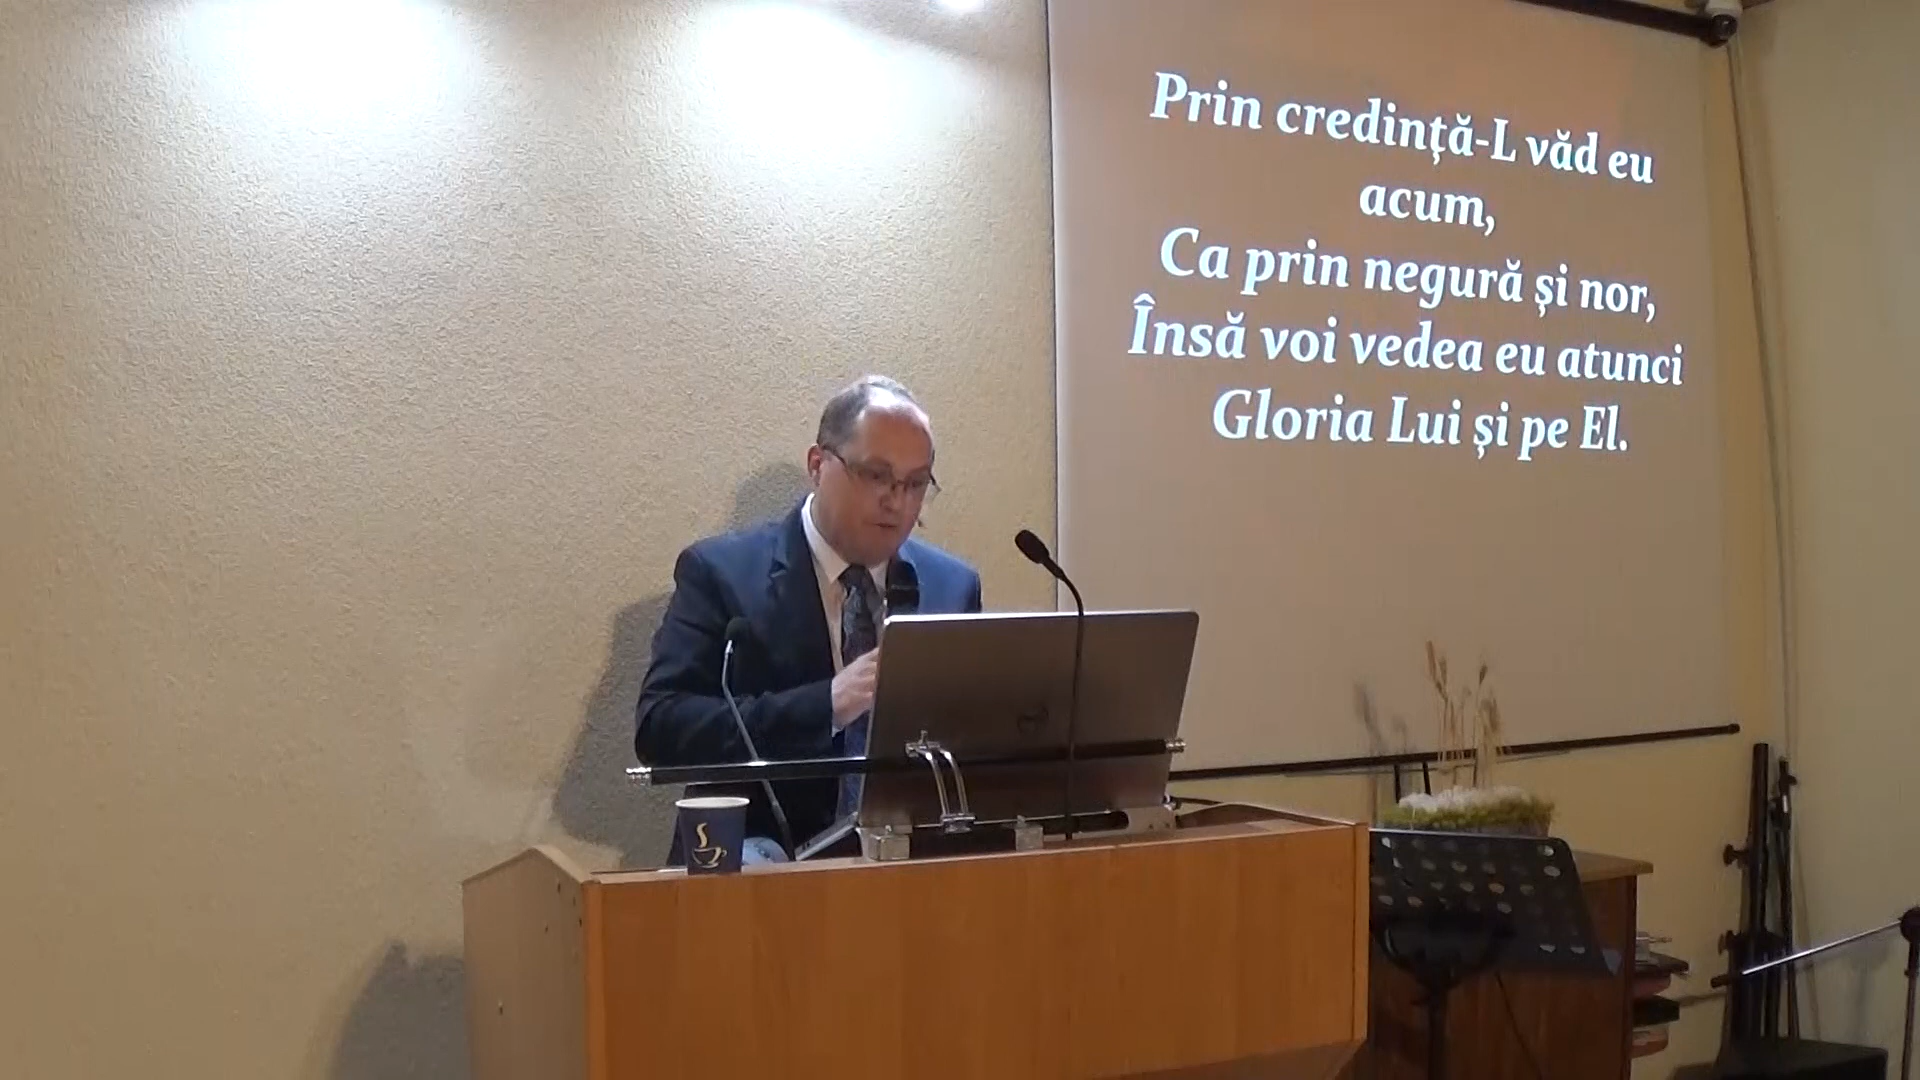 Prin credință-L văd eu
acum,
Ca prin negură și nor,
Însă voi vedea eu atunci
Gloria Lui și pe El.